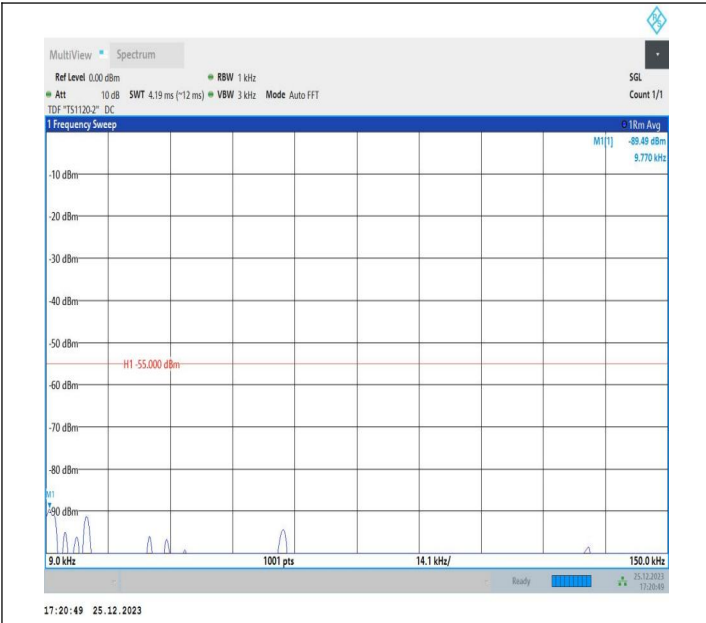 R S
MultiView Spectrum
Ref Level 0.00 dBm RBW 1 kHz SGL
Att 10 dB SWT 4.19 ms (~12 ms) VBW 3 kHz Mode Auto FFT Count 1/1
TDF "TS1120-2" DC
1 Frequency Sweep 1Rm Avg
M1[1] -89.49 dBm
9.770 kHz
-10 dBm
-20 dBm
-30 dBm
-40 dBm
-50 dBm
H1 -55.000 dBm
-60 dBm
-70 dBm
-80 dBm
M1
-90 dBm
9.0 kHz 1001 pts 14.1 kHz/ 150.0 kHz
Ready 25.12.2023
17:20:49
17:20:49 25.12.2023